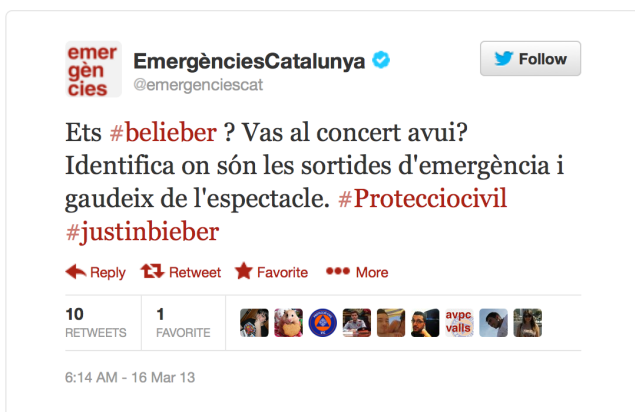 emer
gèn
cies
EmergènciesCatalunya
@emergenciescat
Follow
Ets #belieber ? Vas al concert avui?
Identifica on són les sortides d'emergència i
gaudeix de l'espectacle. #Protecciocivil
#justinbieber
Reply Retweet Favorite More
10
RETWEETS
1
FAVORITE
avpc
valls
6:14 AM - 16 Mar 13